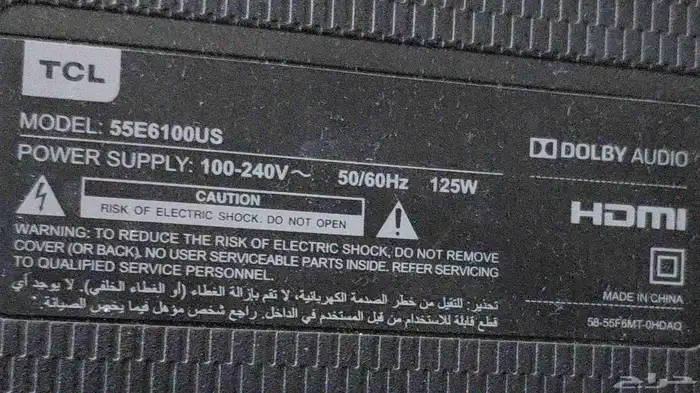 TCL
MODEL: 55E6100US
POWER SUPPLY: 100-240V~ 50/60Hz 125W
CAUTION
RISK OF ELECTRIC SHOCK. DO NOT OPEN
WARNING: TO REDUCE THE RISK OF ELECTRIC SHOCK, DO NOT REMOVE
COVER (OR BACK). NO USER SERVICEABLE PARTS INSIDE. REFER SERVICING
TO QUALIFIED SERVICE PERSONNEL.
تحذير: للتقليل من خطر الصدمة الكهربائية، لا تقم بإزالة الغطاء (أو الغطاء الخلفي). لا يوجد أي
قطع قابلة للاستخدام من قبل المستخدم في الداخل. راجع شخص مؤهل فيما يخص الصيانة.
DOLBY AUDIO
HDMI
MADE IN CHINA
58-55F6MT-0HDAQ
حراج